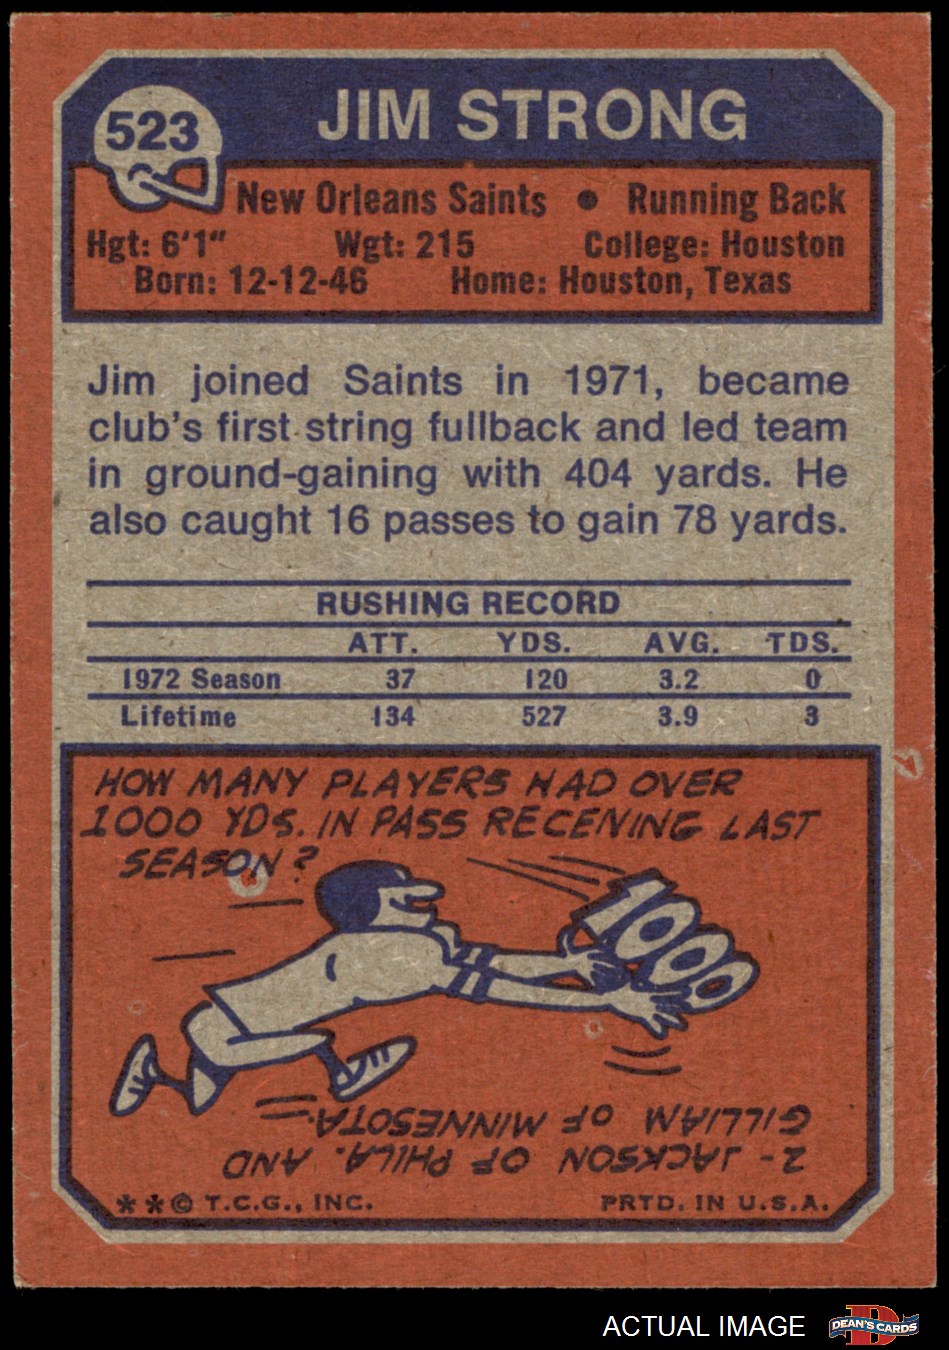 523
JIM STRONG
New Orleans Saints • Running Back
Hgt: 6'1" Wgt: 215 College: Houston
Born: 12-12-46 Home: Houston, Texas
Jim joined Saints in 1971, became
club's first string fullback and led team
in ground-gaining with 404 yards. He
also caught 16 passes to gain 78 yards.
RUSHING RECORD
ATT. YDS. AVG. TDS.
1972 Season 37 120 3.2 0
Lifetime 134 527 3.9 3
HOW MANY PLAYERS HAD OVER
1000 YDS. IN PASS RECEIVING LAST
SEASON?
1000
2- JACKSON OF PHILA. AND
GILLIAM OF MINNESOTA.
**© T.C.G., INC. PRTD. IN U.S.A.
ACTUAL IMAGE
D
DEAN'S CARDS